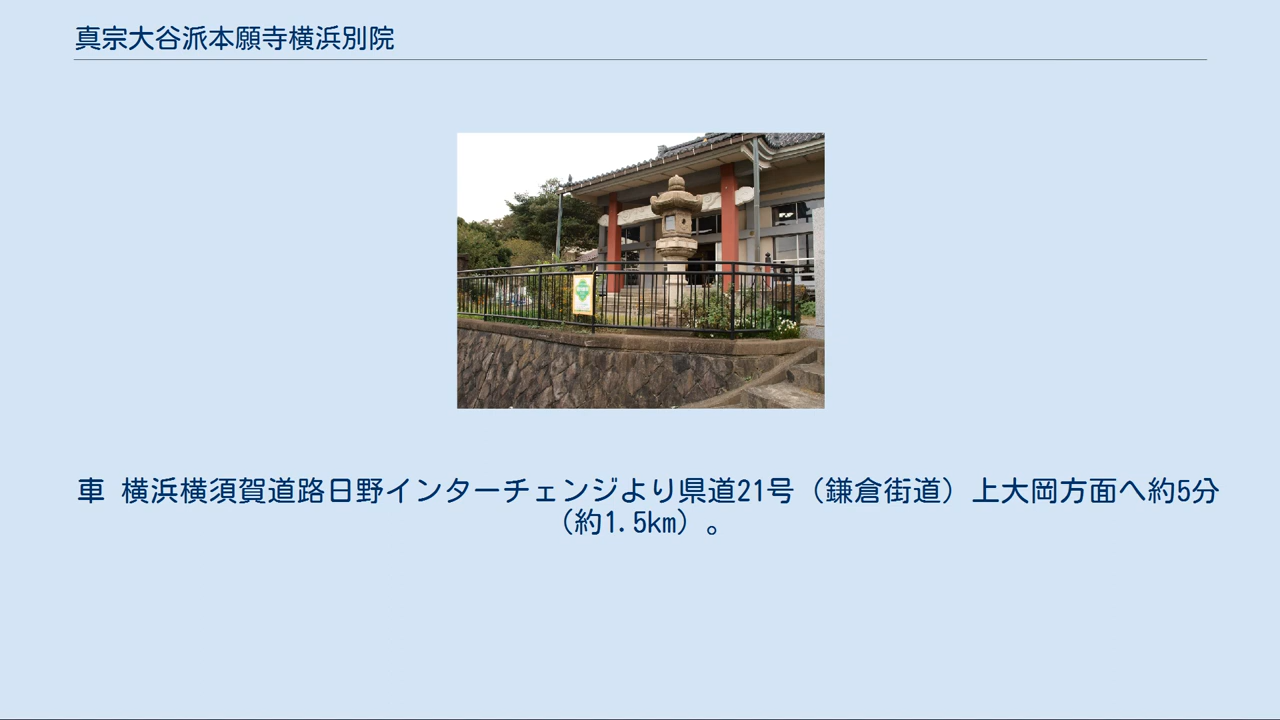 真宗大谷派本願寺横浜別院
車 横浜横須賀道路日野インターチェンジより県道21号（鎌倉街道）上大岡方面へ約5分
（約1.5km）。